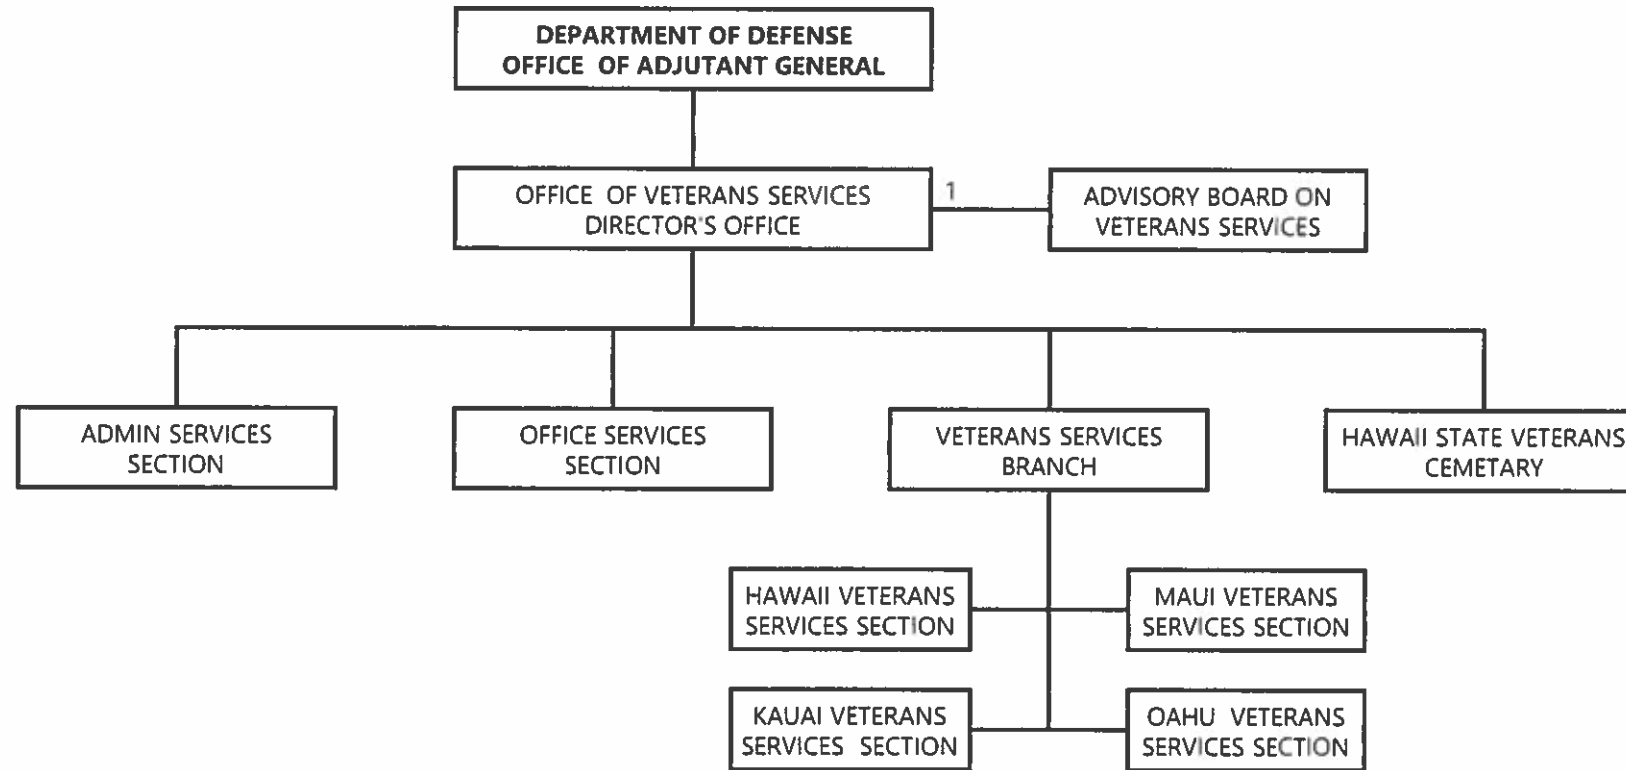 DEPARTMENT OF DEFENSE
OFFICE OF ADJUTANT GENERAL
OFFICE OF VETERANS SERVICES
DIRECTOR'S OFFICE
1
ADVISORY BOARD ON
VETERANS SERVICES
ADMIN SERVICES
SECTION
OFFICE SERVICES
SECTION
VETERANS SERVICES
BRANCH
HAWAII STATE VETERANS
CEMETARY
HAWAII VETERANS
SERVICES SECTION
MAUI VETERANS
SERVICES SECTION
KAUAI VETERANS
SERVICES SECTION
OAHU VETERANS
SERVICES SECTION